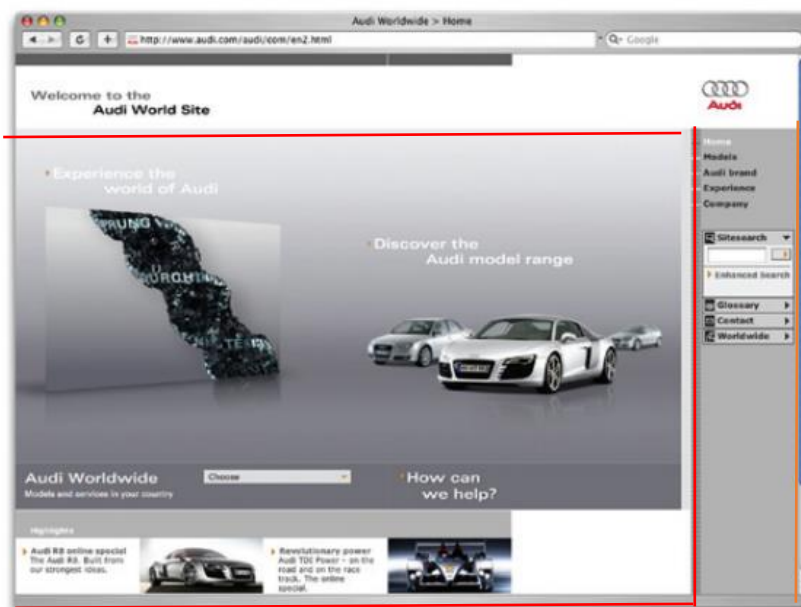 Audi Worldwide > Home
http://www.audi.com/audi/com/en2.html
Google
Welcome to the
Audi World Site
Audi
Home
Models
Audi brand
Experience
Company
Experience the
world of Audi
Discover the
Audi model range
Sitesearch
Enhanced Search
Glossary
Contact
Worldwide
Audi Worldwide
Models and services in your country
Choose
How can
we help?
Highlights
Audi R8 online special
The Audi R8. Built from
our strongest ideas.
Revolutionary power
Audi TDI Power - on the
road and on the race
track. The online
special.